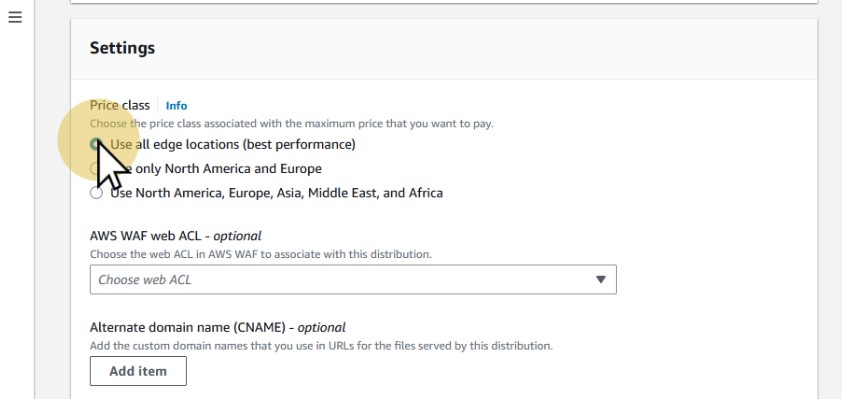 Settings
Price class Info
Choose the price class associated with the maximum price that you want to pay.
Use all edge locations (best performance)
only North America and Europe
Use North America, Europe, Asia, Middle East, and Africa
AWS WAF web ACL - optional
Choose the web ACL in AWS WAF to associate with this distribution.
Choose web ACL
Alternate domain name (CNAME) - optional
Add the custom domain names that you use in URLs for the files served by this distribution.
Add item